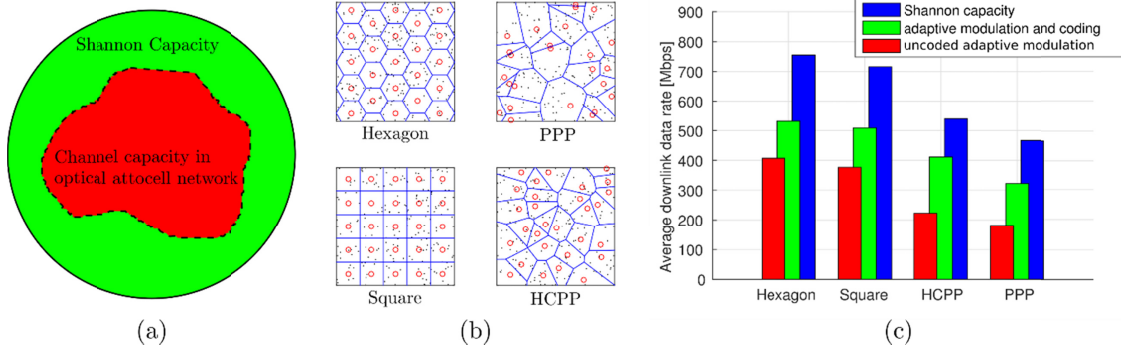 Shannon Capacity
Channel capacity in
optical attocell network
(a)
Hexagon
PPP
Square
HCPP
(b)
Shannon capacity
adaptive modulation and coding
uncoded adaptive modulation
Average downlink data rate [Mbps]
900
800
700
600
500
400
300
200
100
0
Hexagon
Square
HCPP
PPP
(c)